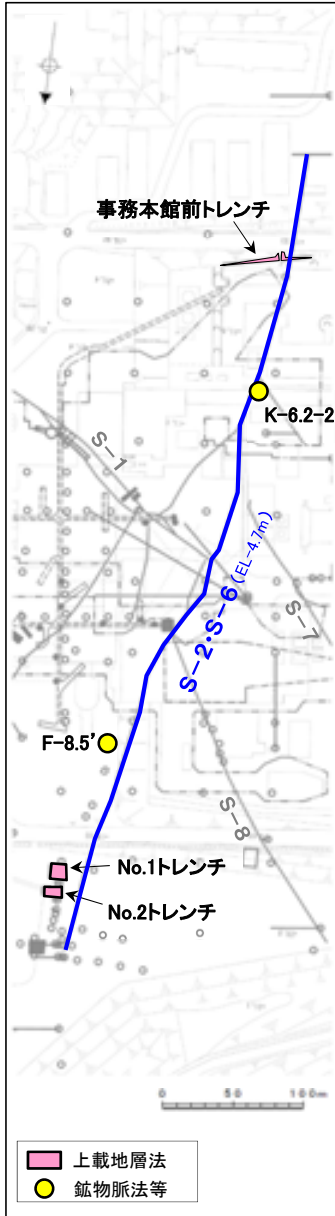 事務本館前トレンチ
K-6.2-2
S-1
S-2・S-6(EL-4.7m)
S-7
F-8.5'
S-8
No.1トレンチ
No.2トレンチ
0 50 100m
上載地層法
鉱物脈法等